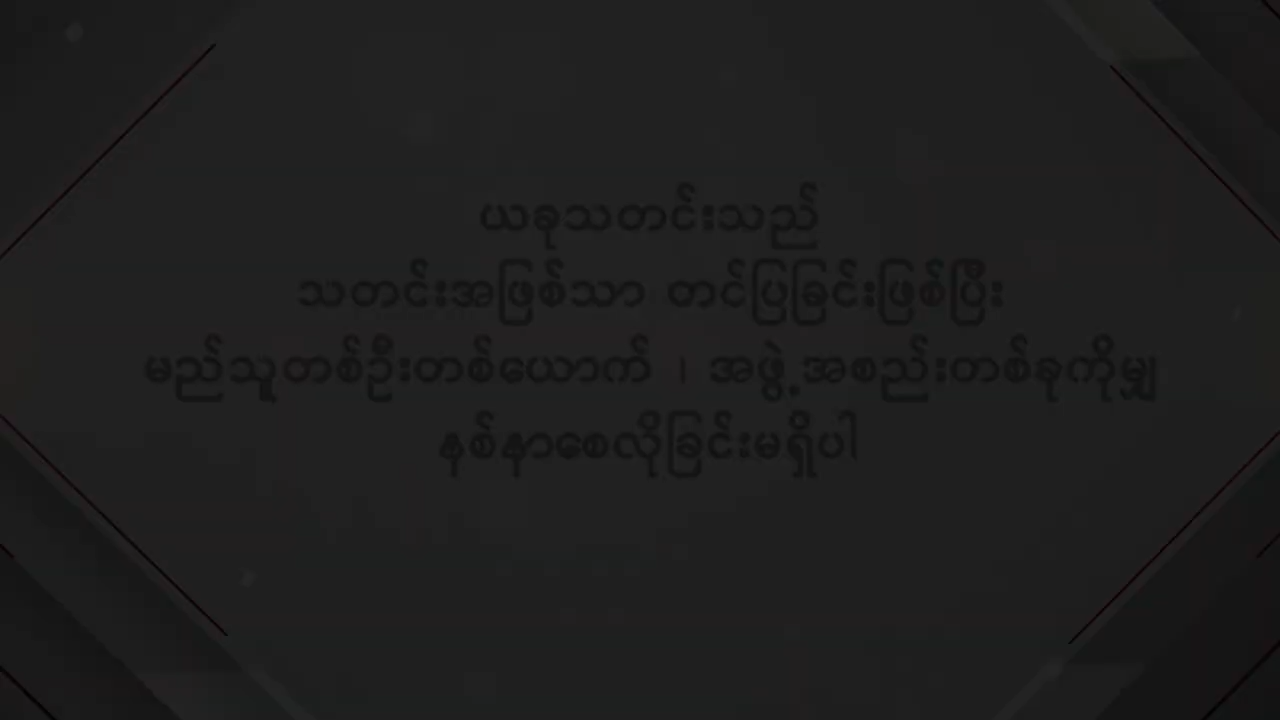 ယခုသတင်းသည်
သတင်းအဖြစ်သာ တင်ပြခြင်းဖြစ်ပြီး
မည်သူတစ်ဦးတစ်ယောက် ၊ အဖွဲ့အစည်းတစ်ခုကိုမျှ
နစ်နာစေလိုခြင်းမရှိပါ